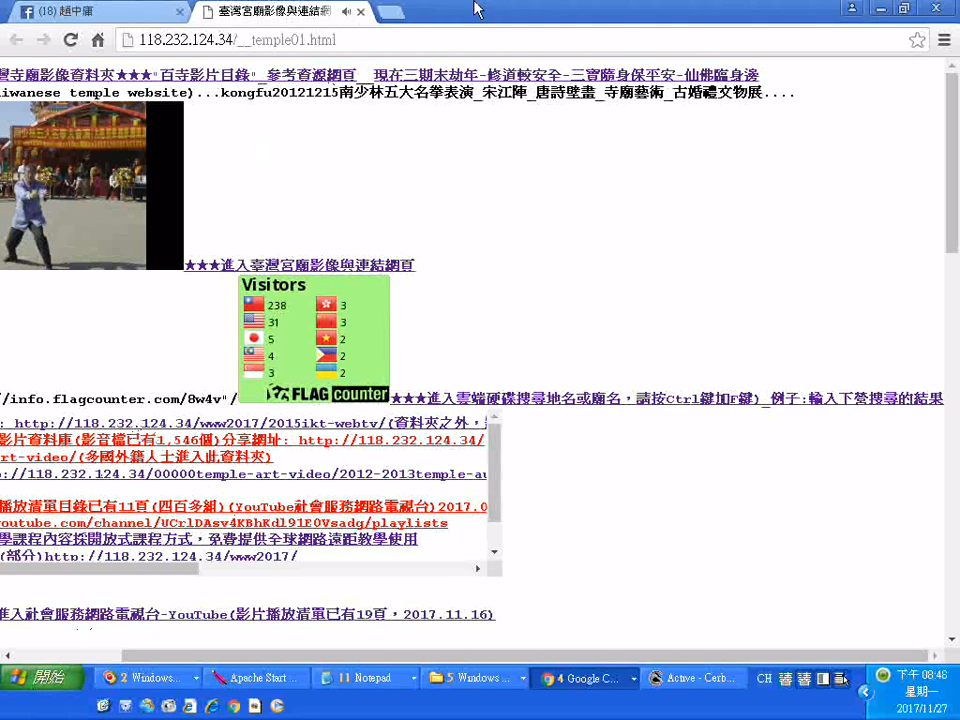 (18) 趙中庸
臺灣宮廟影像與連結網
118.232.124.34/__temple01.html
灣寺廟影像資料夾★★★"百寺影片目錄"_參考資源網頁__現在三期末劫年-修道較安全-三寶隨身保平安-仙佛臨身邊
iwanese temple website)...kongfu20121215南少林五大名拳表演_宋江陣_唐詩壁畫_寺廟藝術_古婚禮文物展....
★★★進入臺灣宮廟影像與連結網頁
Visitors
238 3
31 3
5 2
4 2
3 2
FLAG counter
//info.flagcounter.com/8w4v"/
★★★進入雲端硬碟搜尋地名或廟名，請按Ctrl鍵加F鍵)_例子:輸入下營搜尋的結果
: http://118.232.124.34/www2017/2015ikt-webtv/(資料夾之外，
影片資料庫(影音檔已有1,546個)分享網址: http://118.232.124.34/
rt-video/(多國外籍人士進入此資料夾)
p://118.232.124.34/00000temple-art-video/2012-2013temple-au
播放清單目錄已有11頁(四百多組)(YouTube社會服務網路電視台)2017.0
outube.com/channel/UCrlDAsv4KBhKdl91E0Vsadg/playlists
學課程內容採開放式課程方式，免費提供全球網路遠距教學使用
(部分)http://118.232.124.34/www2017/
進入社會服務網路電視台-YouTube(影片播放清單已有19頁，2017.11.16)
開始
2 Windows...
Apache Start ...
11 Notepad
5 Windows ...
4 Google C...
Active - Cerb...
CH
下午 08:46
星期一
2017/11/27